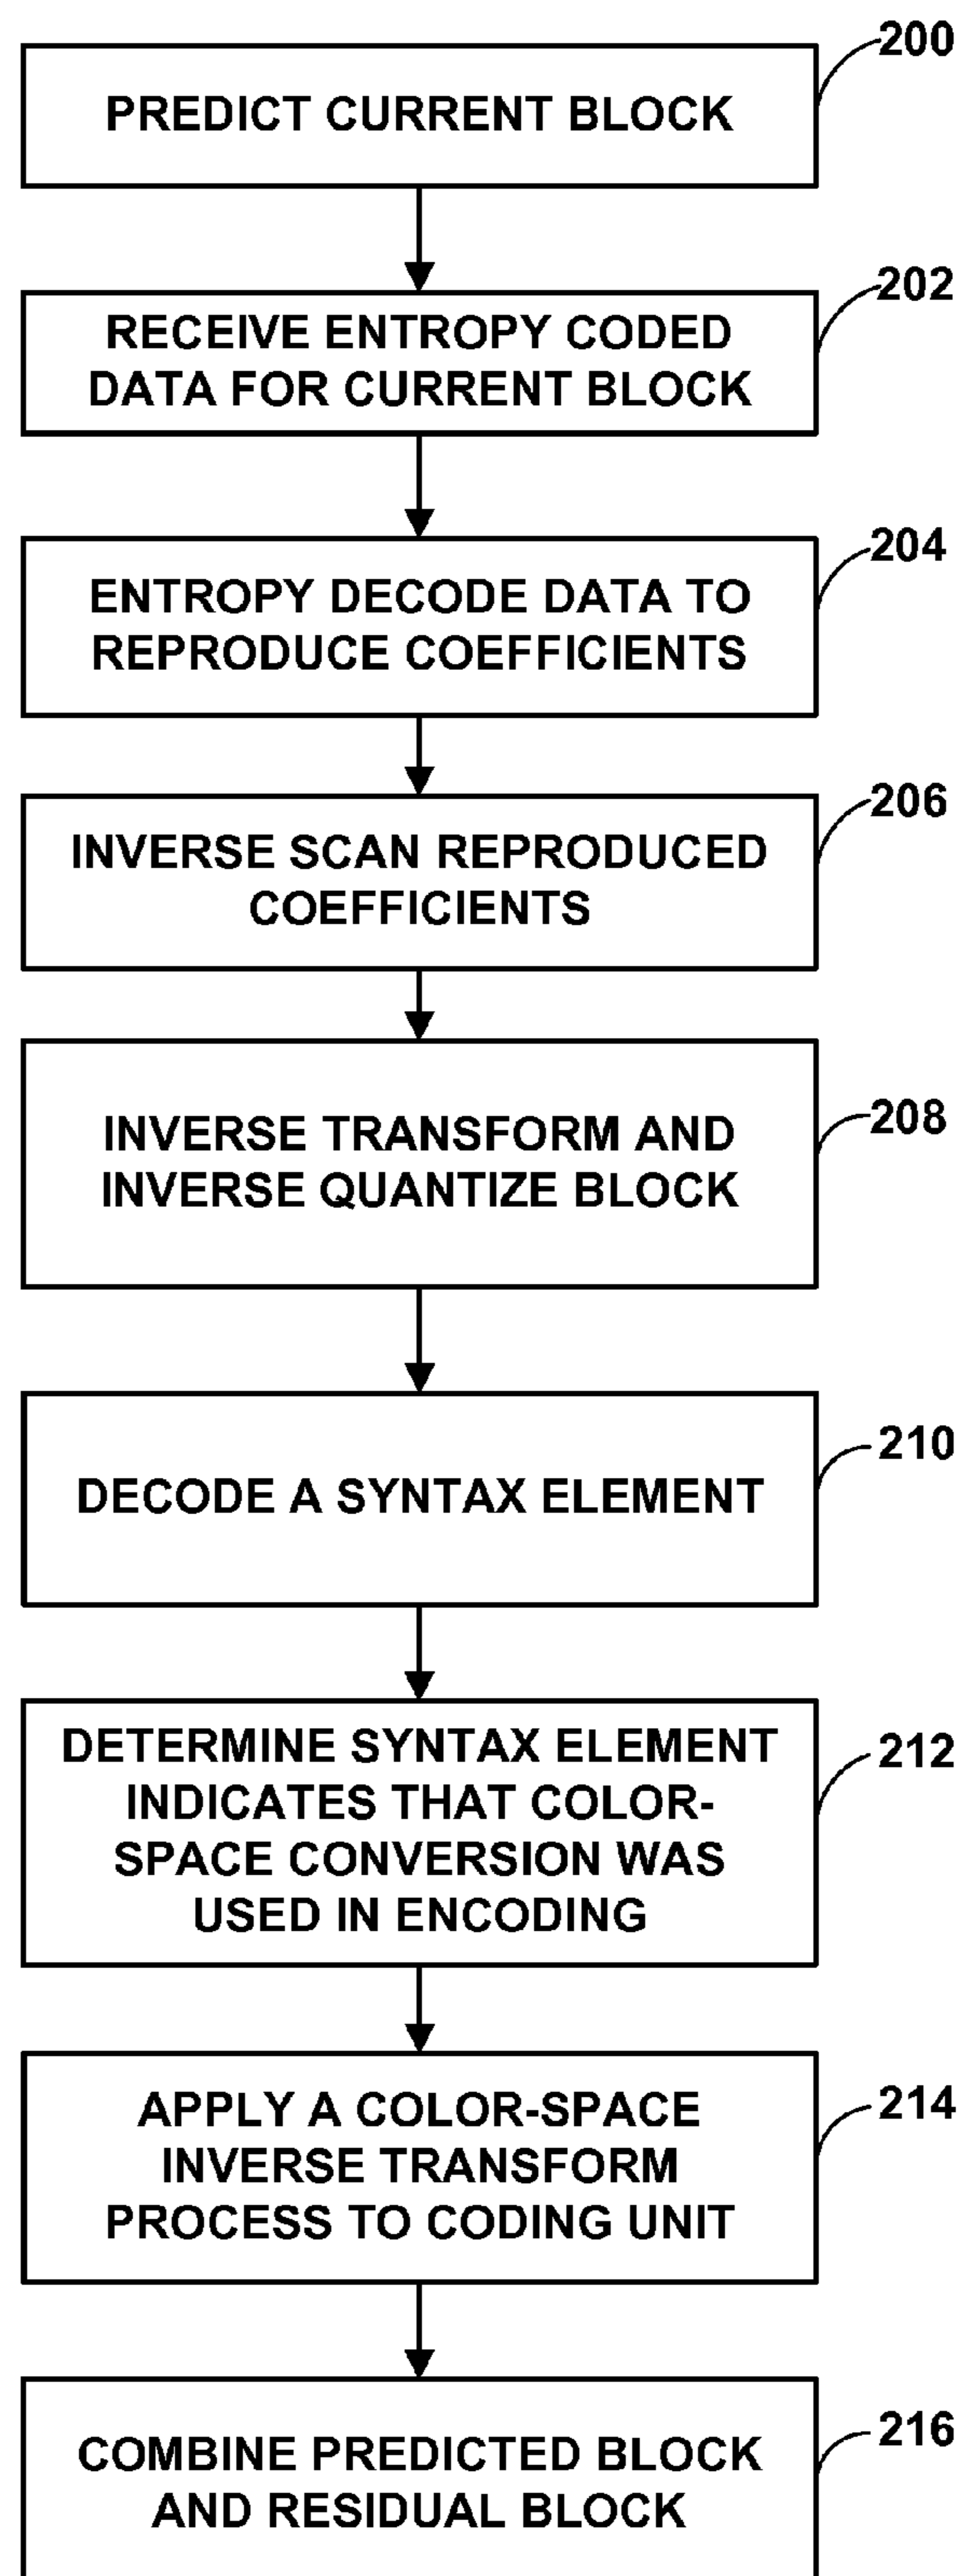 200
PREDICT CURRENT BLOCK
202
RECEIVE ENTROPY CODED
DATA FOR CURRENT BLOCK
204
ENTROPY DECODE DATA TO
REPRODUCE COEFFICIENTS
206
INVERSE SCAN REPRODUCED
COEFFICIENTS
208
INVERSE TRANSFORM AND
INVERSE QUANTIZE BLOCK
210
DECODE A SYNTAX ELEMENT
212
DETERMINE SYNTAX ELEMENT
INDICATES THAT COLOR-
SPACE CONVERSION WAS
USED IN ENCODING
214
APPLY A COLOR-SPACE
INVERSE TRANSFORM
PROCESS TO CODING UNIT
216
COMBINE PREDICTED BLOCK
AND RESIDUAL BLOCK